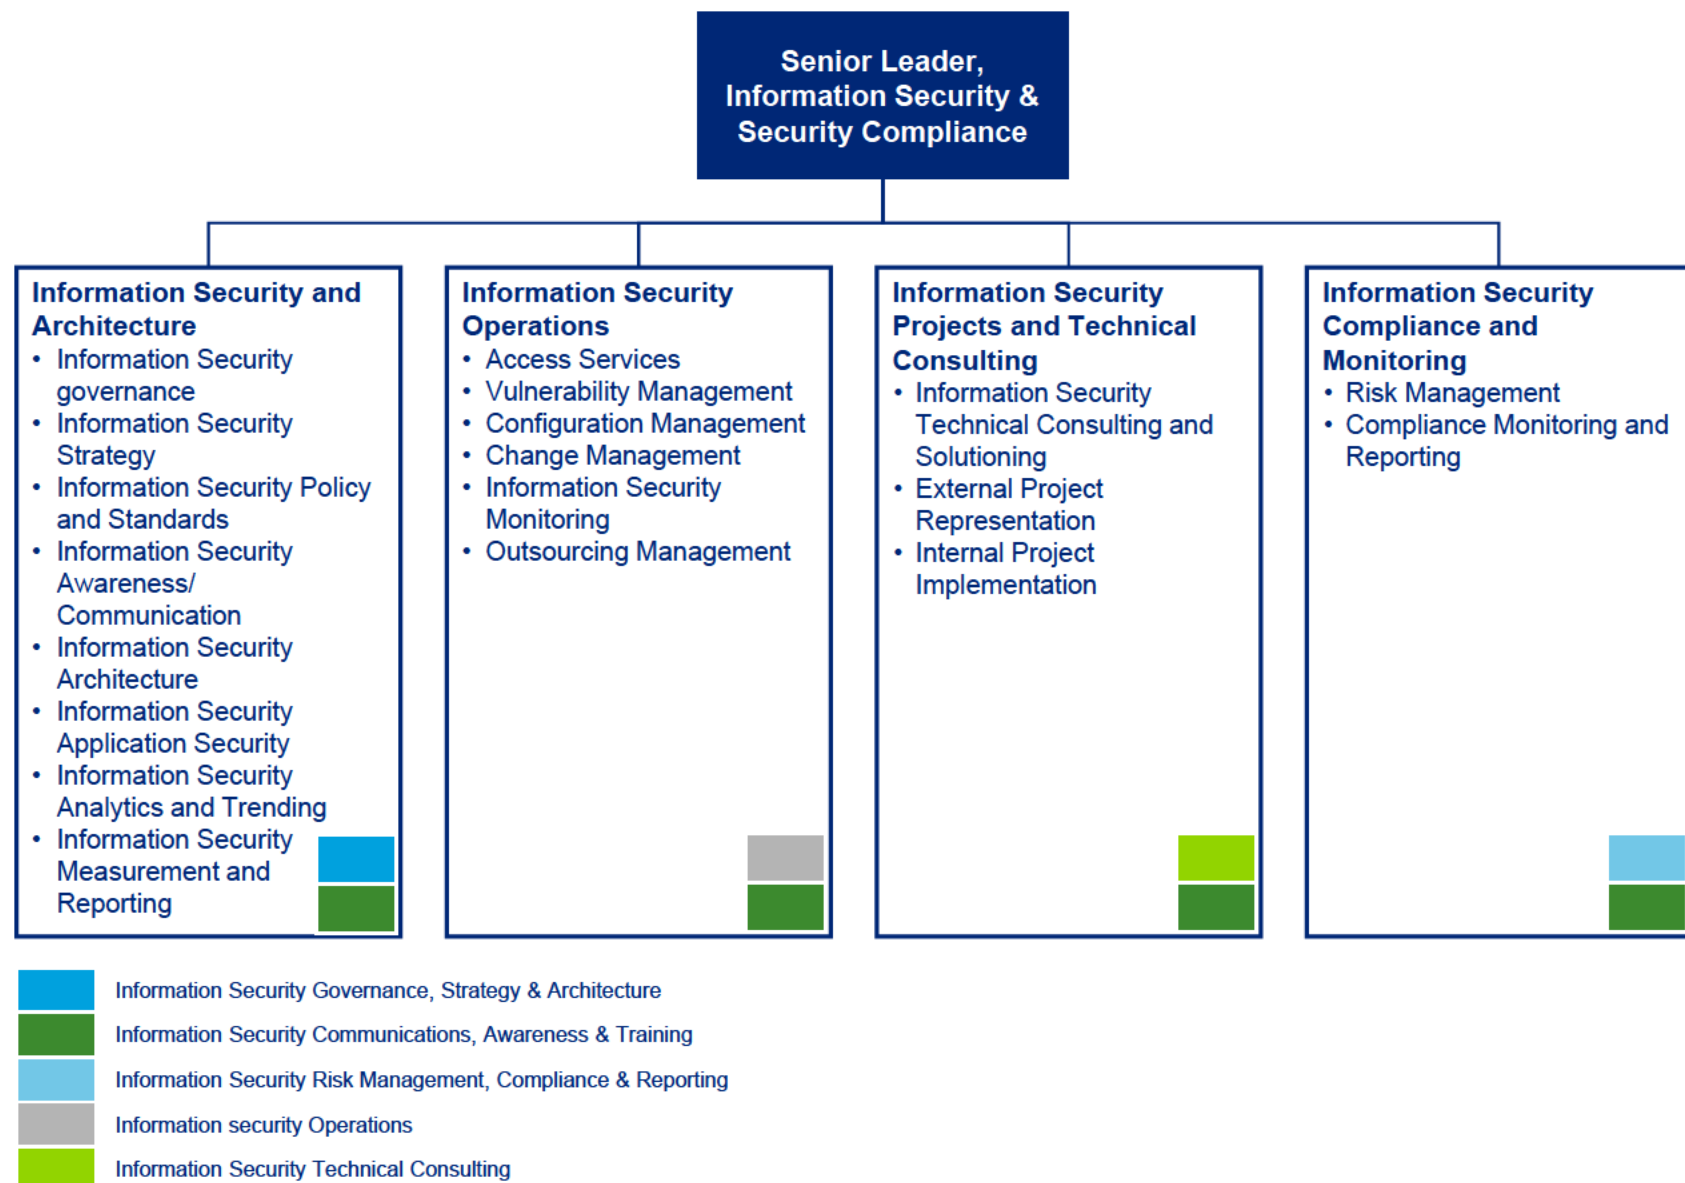 Senior Leader,
Information Security &
Security Compliance
Information Security and
Architecture
• Information Security
governance
• Information Security
Strategy
• Information Security Policy
and Standards
• Information Security
Awareness/
Communication
• Information Security
Architecture
• Information Security
Application Security
• Information Security
Analytics and Trending
• Information Security
Measurement and
Reporting
Information Security
Operations
• Access Services
• Vulnerability Management
• Configuration Management
• Change Management
• Information Security
Monitoring
• Outsourcing Management
Information Security
Projects and Technical
Consulting
• Information Security
Technical Consulting and
Solutioning
• External Project
Representation
• Internal Project
Implementation
Information Security
Compliance and
Monitoring
• Risk Management
• Compliance Monitoring and
Reporting
Information Security Governance, Strategy & Architecture
Information Security Communications, Awareness & Training
Information Security Risk Management, Compliance & Reporting
Information security Operations
Information Security Technical Consulting